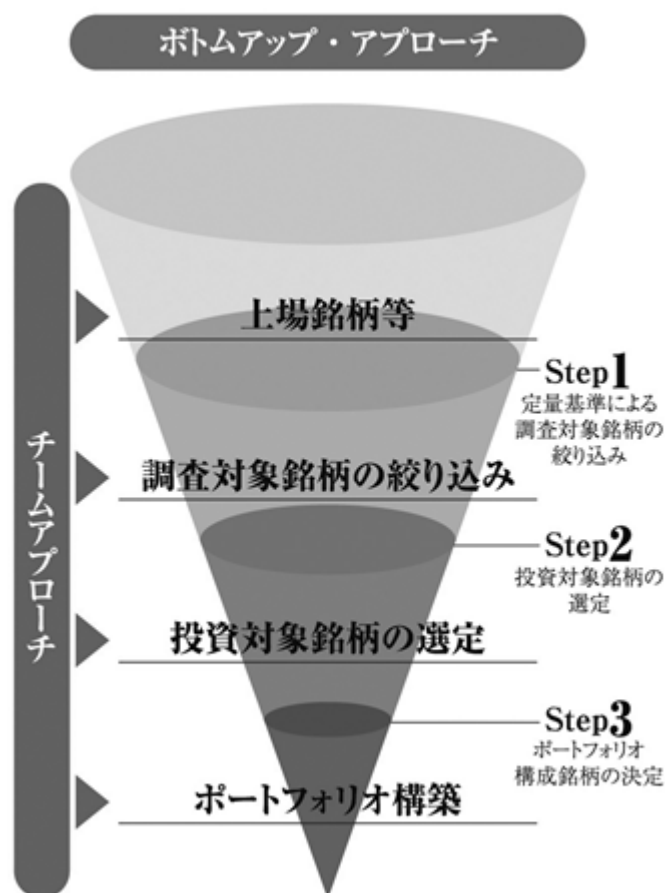 ボトムアップ・アプローチ
チームアプローチ
上場銘柄等
Step1
定量基準による
調査対象銘柄の
絞り込み
調査対象銘柄の絞り込み
Step2
投資対象銘柄の
選定
投資対象銘柄の選定
Step3
ポートフォリオ
構成銘柄の決定
ポートフォリオ構築